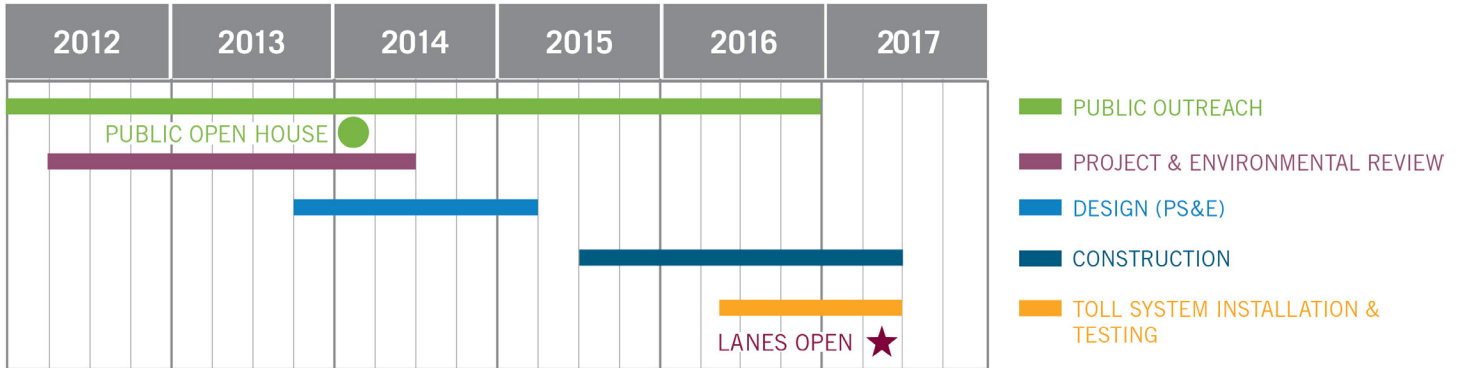 2012 2013 2014 2015 2016 2017
PUBLIC OUTREACH
PUBLIC OPEN HOUSE
PROJECT & ENVIRONMENTAL REVIEW
DESIGN (PS&E)
CONSTRUCTION
TOLL SYSTEM INSTALLATION &
TESTING
LANES OPEN